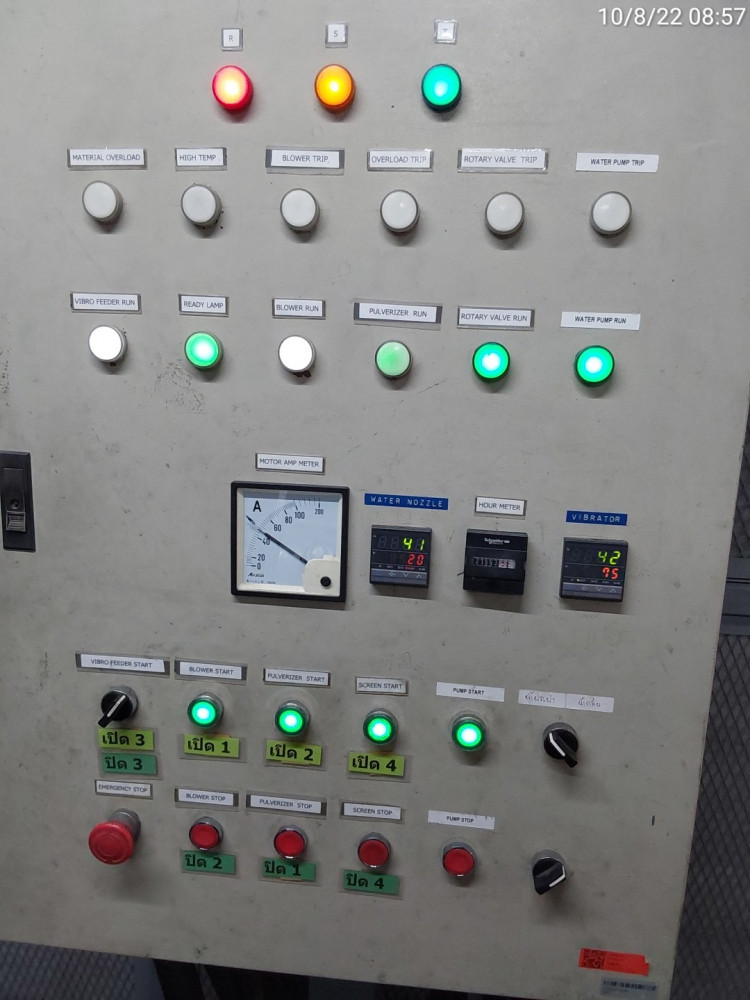 10/8/22 08:57
R
S
MATERIAL OVERLOAD
HIGH TEMP.
BLOWER TRIP.
OVERLOAD TRIP
ROTARY VALVE TRIP
WATER PUMP TRIP
VIBRO FEEDER RUN
READY LAMP
BLOWER RUN
PULVERIZER RUN
ROTARY VALVE RUN
WATER PUMP RUN
MOTOR AMP METER
WATER NOZZLE
HOUR METER
VIBRATOR
A
200
100
80
60
40
20
0
41
20
Schneider
42
75
VIBRO FEEDER START
BLOWER START
PULVERIZER START
SCREEN START
PUMP START
เปิด 3
เปิด 1
เปิด 2
เปิด 4
ปิด 3
EMERGENCY STOP
BLOWER STOP
PULVERIZER STOP
SCREEN STOP
PUMP STOP
ปิด 2
ปิด 1
ปิด 4